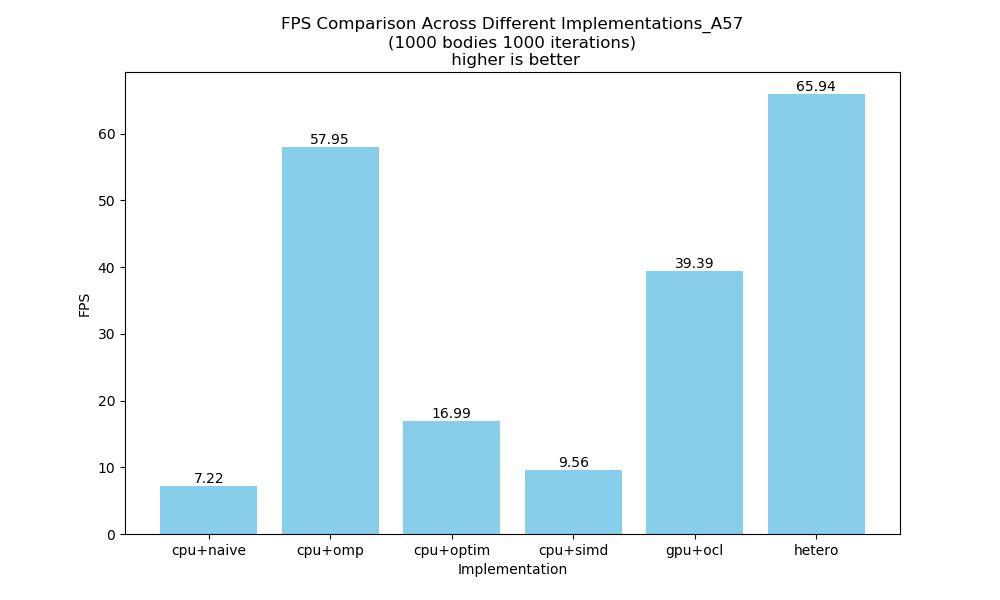 FPS Comparison Across Different Implementations_A57
(1000 bodies 1000 iterations)
higher is better
65.94
57.95
39.39
16.99
9.56
7.22
60
50
40
30
20
10
0
FPS
cpu+naive cpu+omp cpu+optim cpu+simd gpu+ocl hetero
Implementation